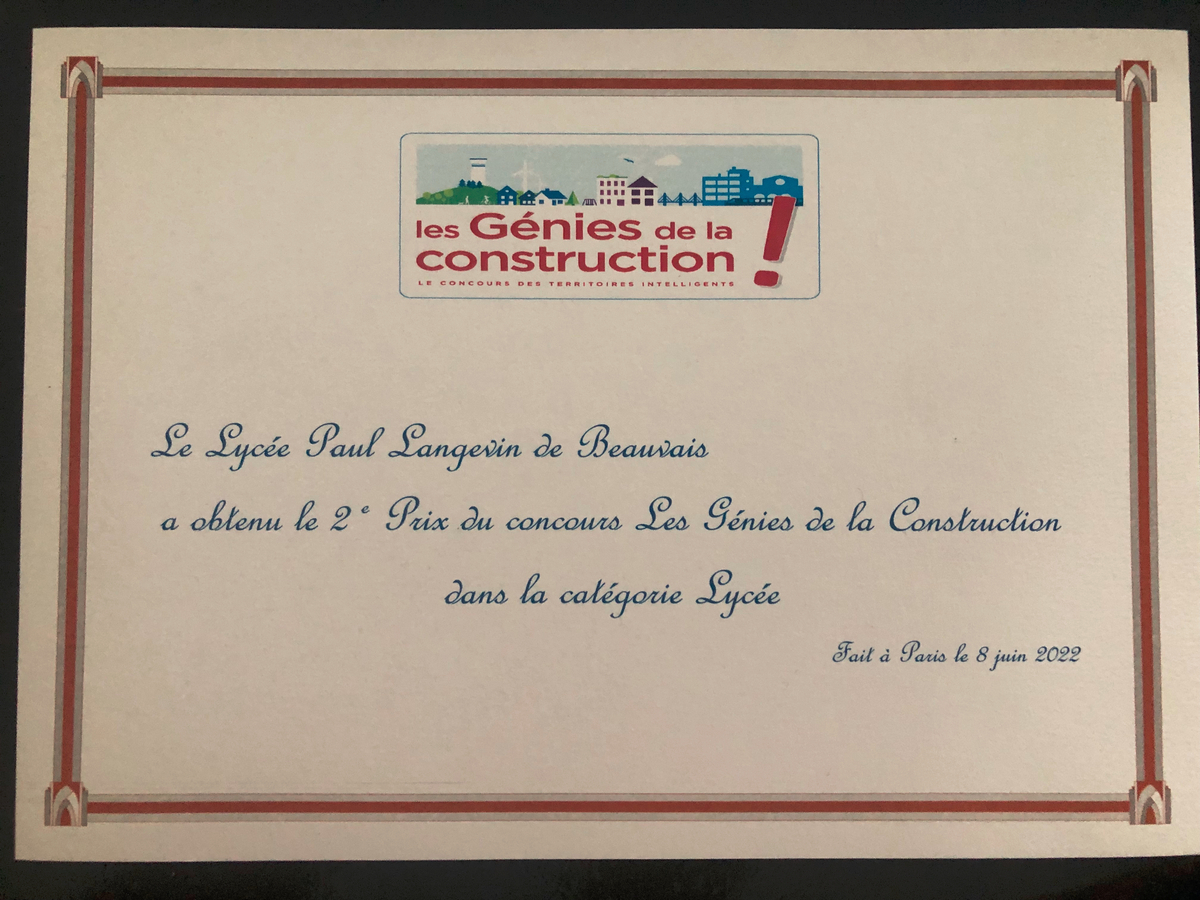 les Génies de la
construction !
LE CONCOURS DES TERRITOIRES INTELLIGENTS
Le Lycée Paul Langevin de Beauvais
a obtenu le 2e Prix du concours Les Génies de la Construction
dans la catégorie Lycée
Fait à Paris le 8 juin 2022